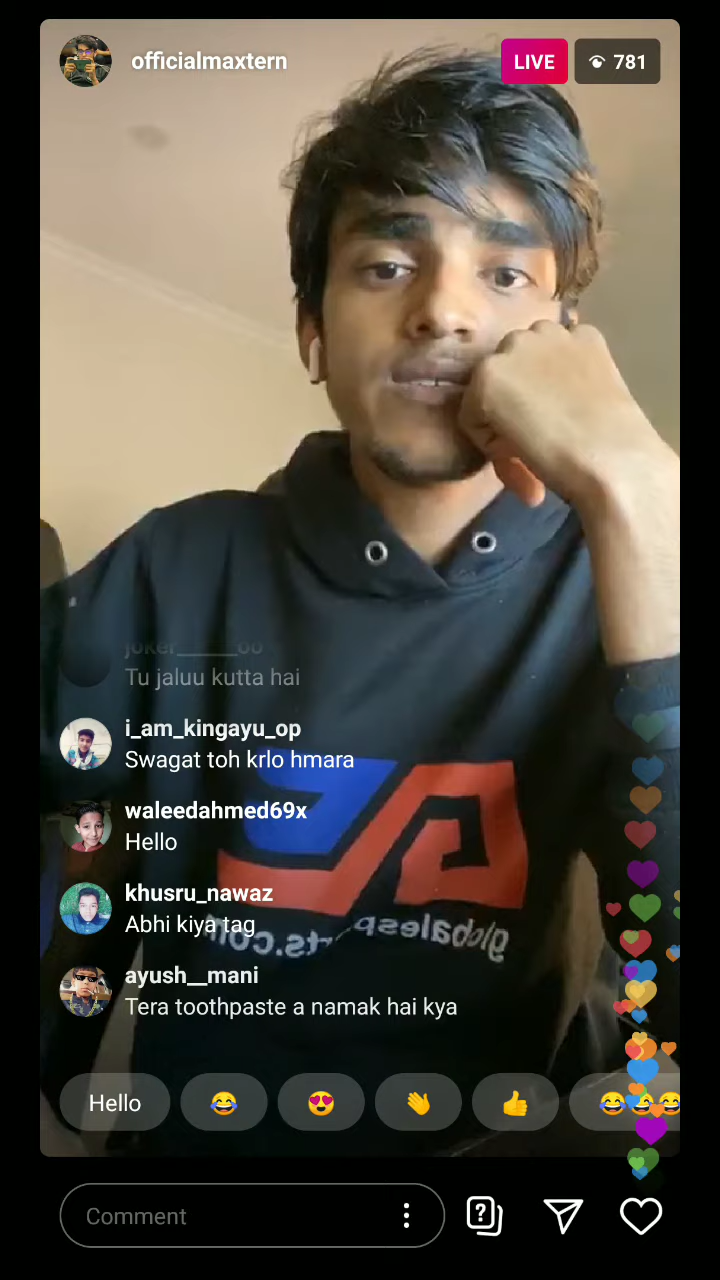 officialmaxtern
LIVE
781
joker______oo
Tu jaluu kutta hai
i_am_kingayu_op
Swagat toh krlo hmara
waleedahmed69x
Hello
khusru_nawaz
Abhi kiya tag
ayush__mani
Tera toothpaste a namak hai kya
Hello
Comment